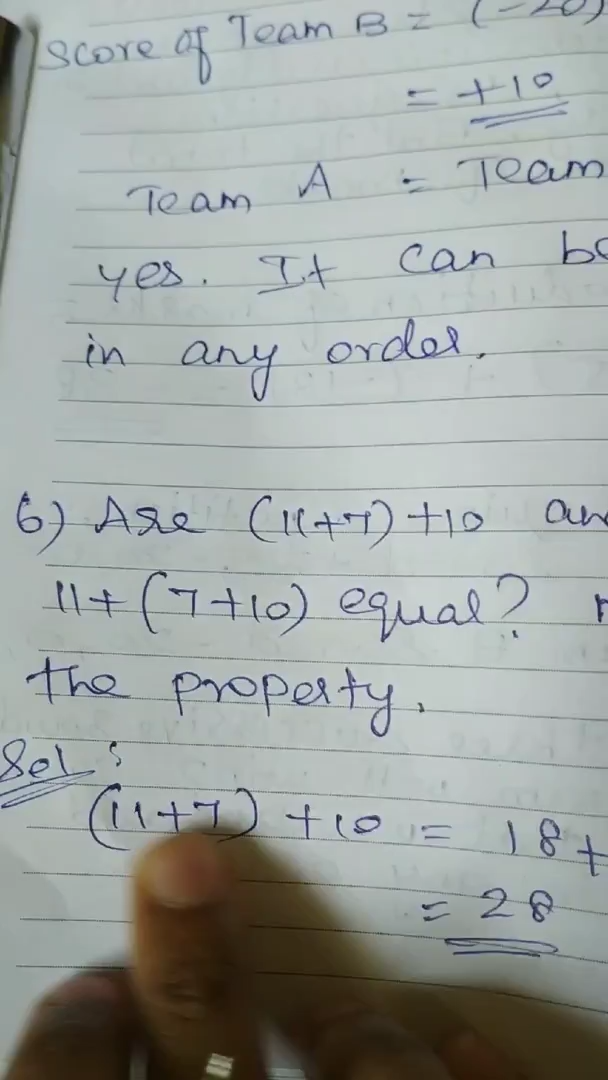 Score of Team B = (-20)
= +10
Team A = Team
yes. It can be
in any order.
6) Are (11+7)+10 an
11+(7+10) equal?
the property.
Sol:
(11+7) +10 = 18+
= 28